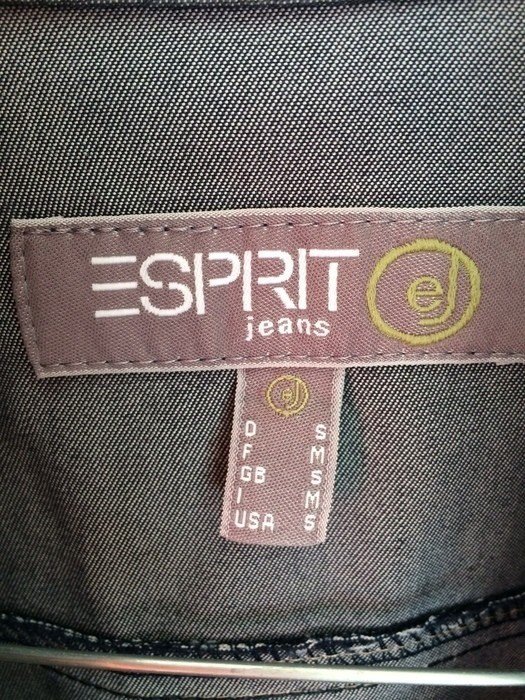 ESPRIT
jeans
ej
ej
D S
F M
GB S
I M
USA S